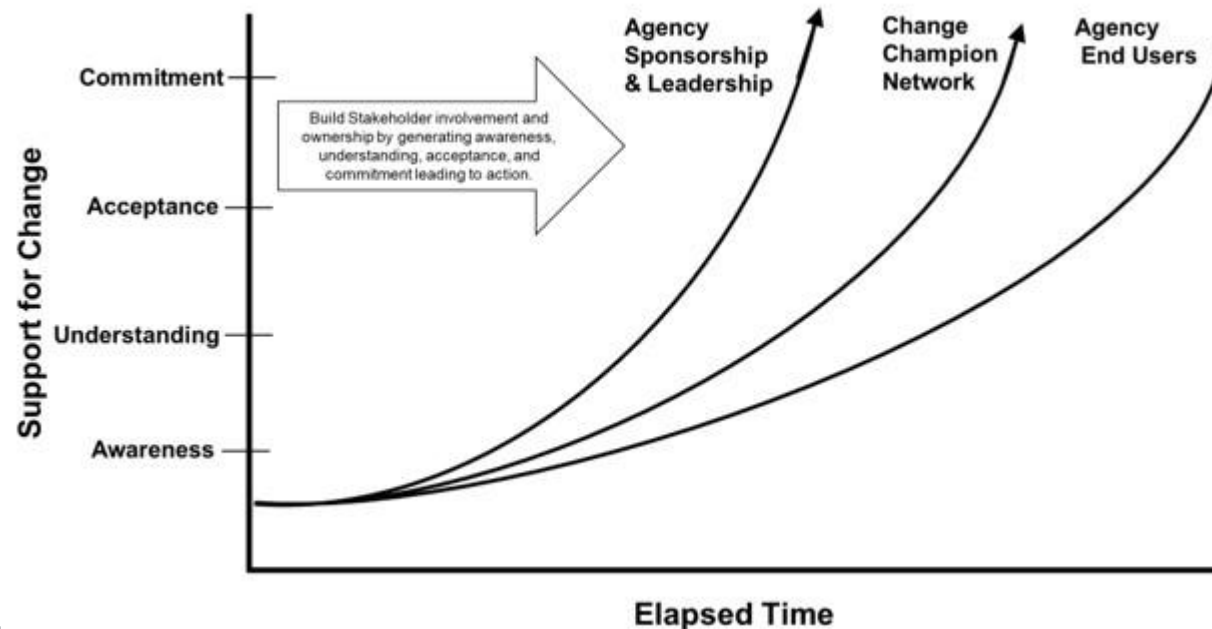 Agency
Sponsorship
& Leadership
Change
Champion
Network
Agency
End Users
Commitment
Build Stakeholder involvement and
ownership by generating awareness,
understanding, acceptance, and
commitment leading to action.
Acceptance
Understanding
Awareness
Support for Change
Elapsed Time